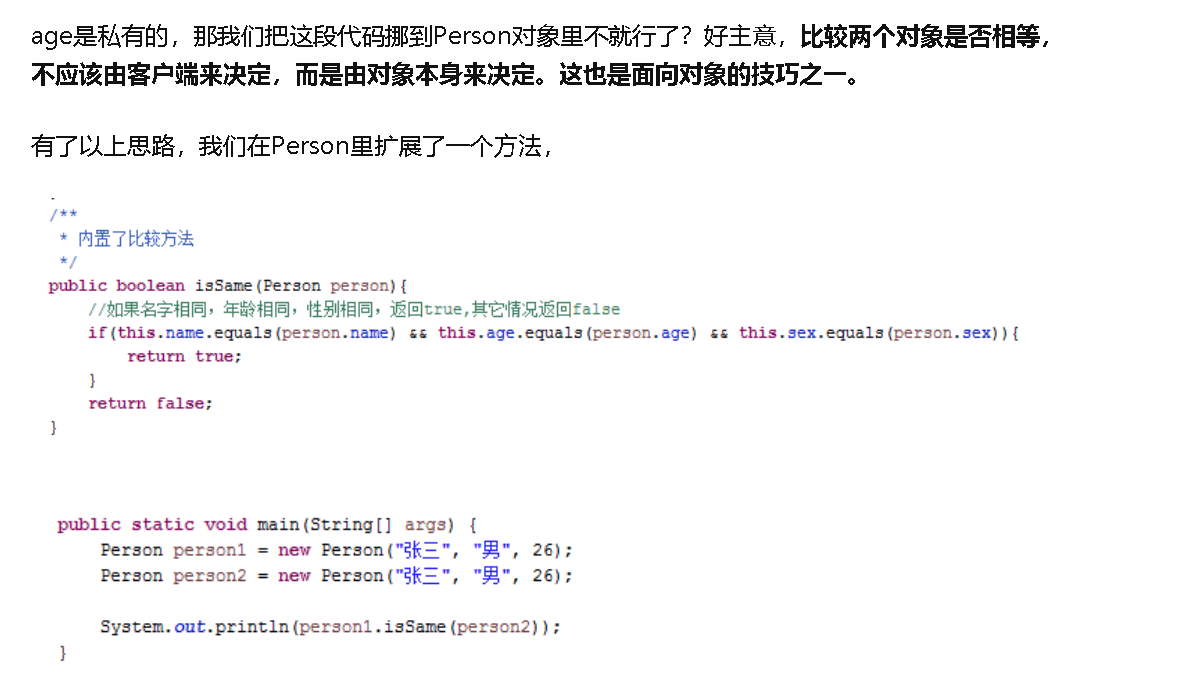 age是私有的，那我们把这段代码挪到Person对象里不就行了？好主意，比较两个对象是否相等，
不应该由客户端来决定，而是由对象本身来决定。这也是面向对象的技巧之一。
有了以上思路，我们在Person里扩展了一个方法，
/**
 * 内置了比较方法
 */
public boolean isSame(Person person){
    //如果名字相同，年龄相同，性别相同，返回true,其它情况返回false
    if(this.name.equals(person.name) && this.age.equals(person.age) && this.sex.equals(person.sex)){
        return true;
    }
    return false;
}
public static void main(String[] args) {
    Person person1 = new Person("张三", "男", 26);
    Person person2 = new Person("张三", "男", 26);
    System.out.println(person1.isSame(person2));
}